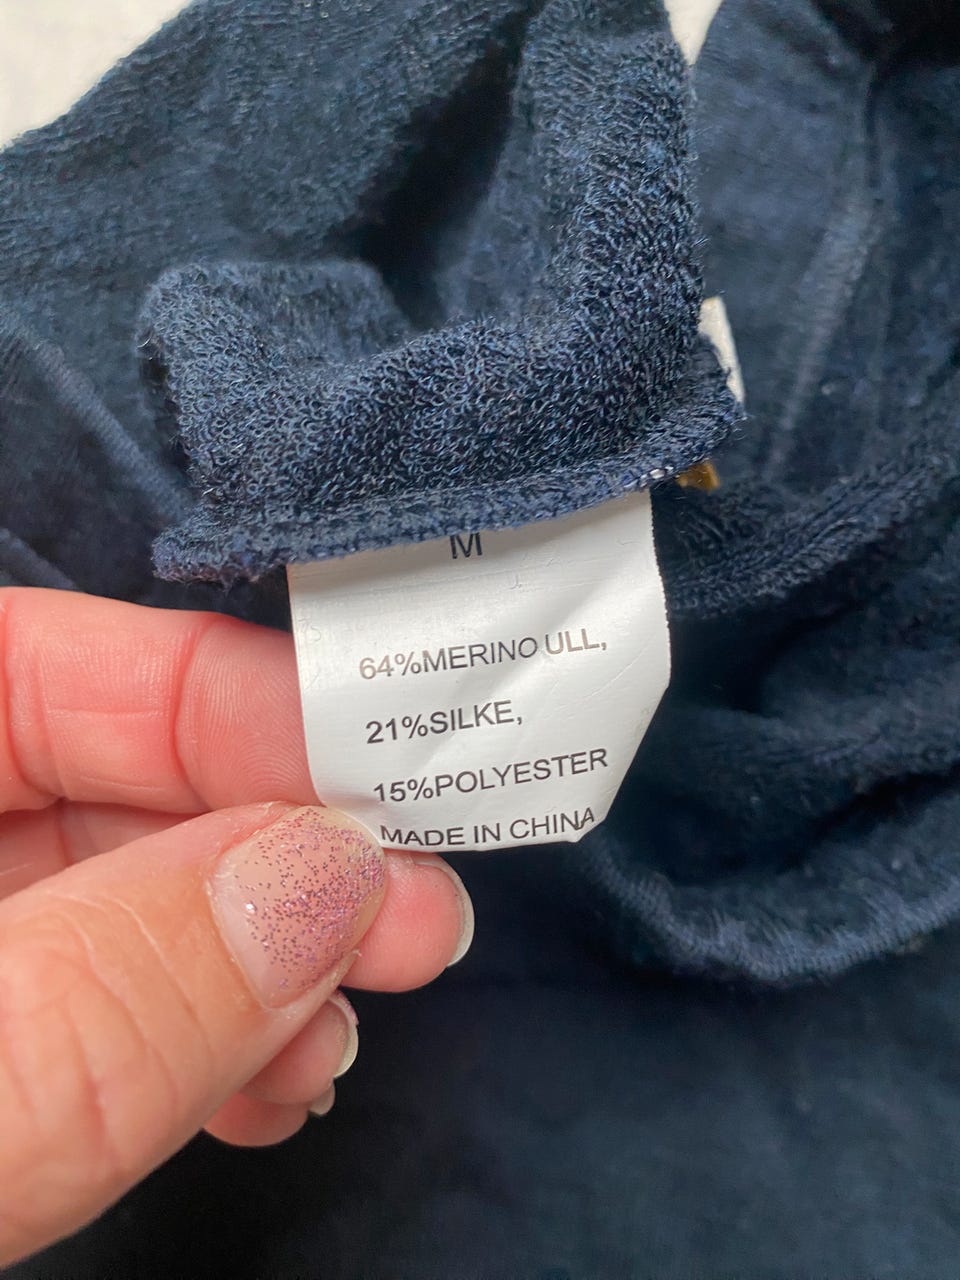 M
64%MERINO ULL,
21%SILKE,
15%POLYESTER
MADE IN CHINA